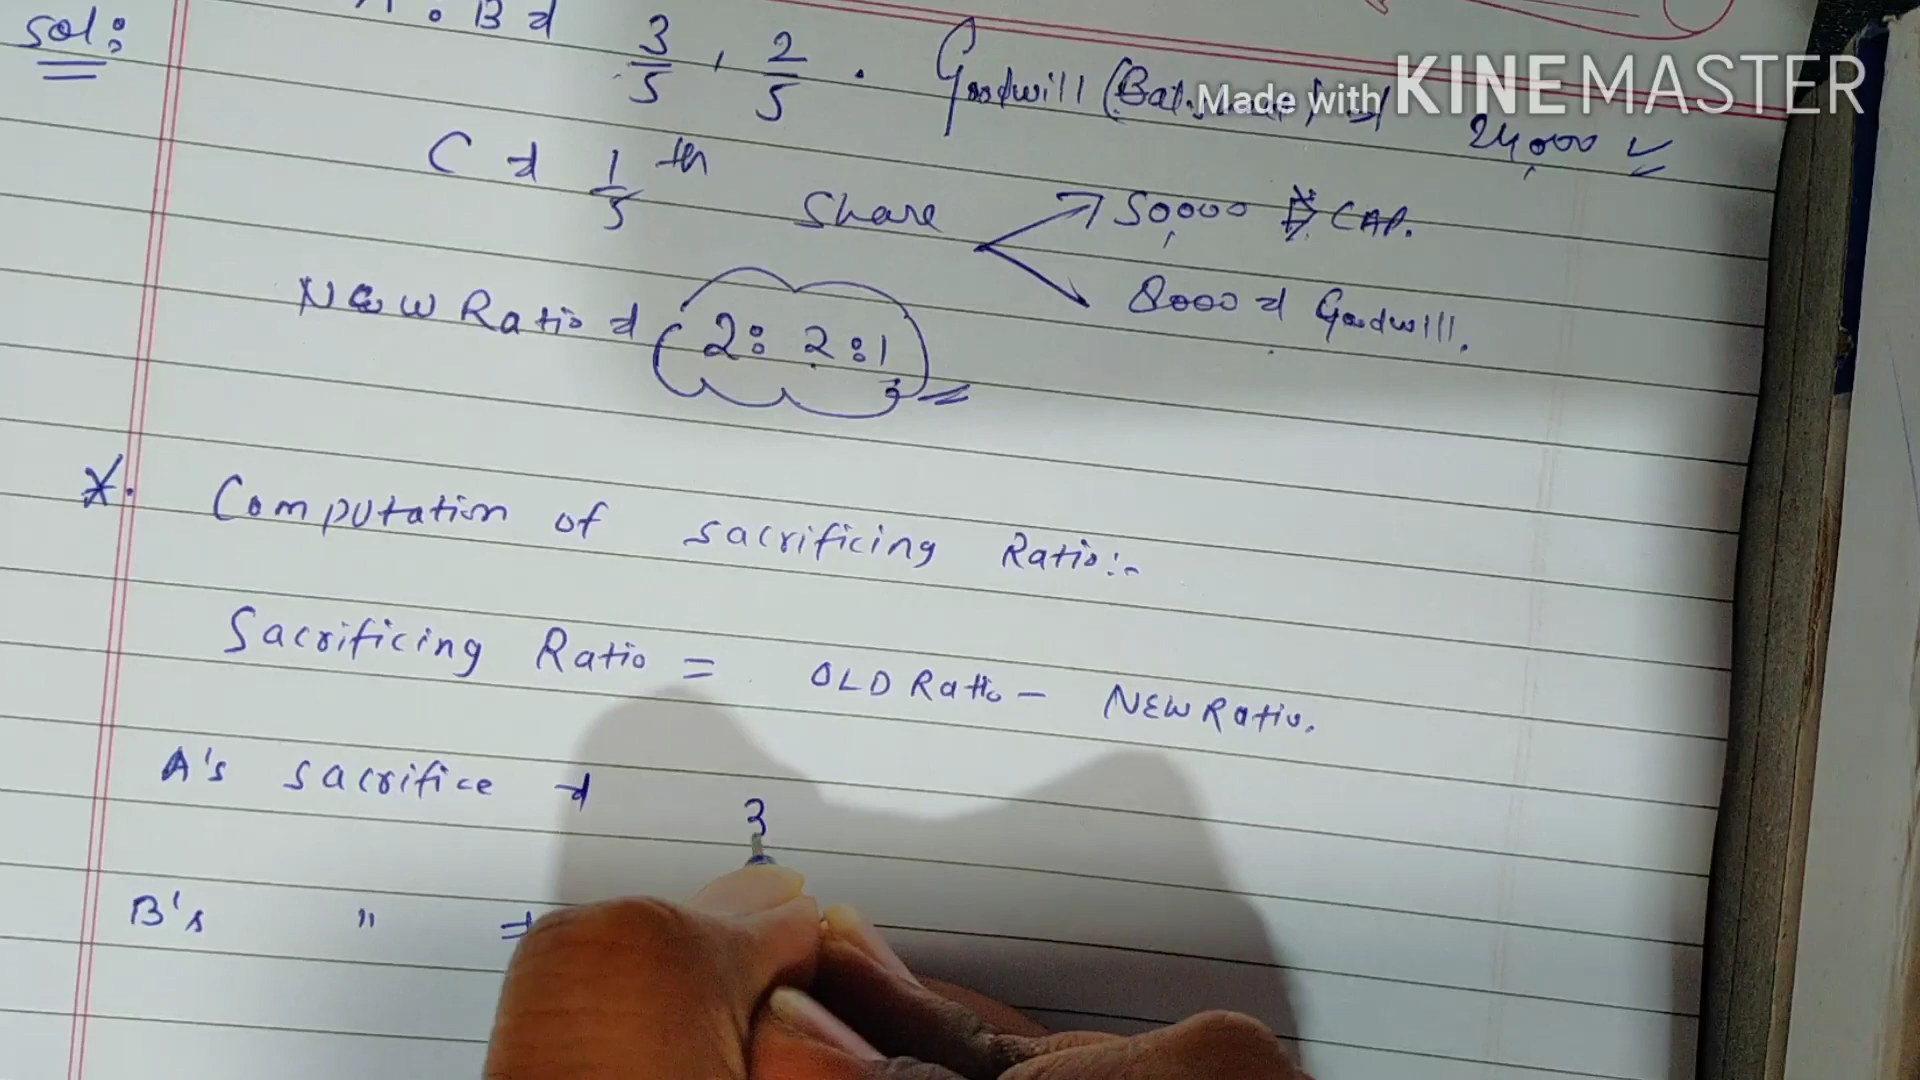 Sol:
A : B
3/5 , 2/5 . Goodwill (Bal. 24,000
Made with KINEMASTER
C 1/5 th Share 50,000 CAP.
8000 Goodwill.
New Ratio 2:2:1
Computation of sacrificing Ratio:-
Sacrificing Ratio = OLD Ratio - NEW Ratio.
A's sacrifice 3
B's "